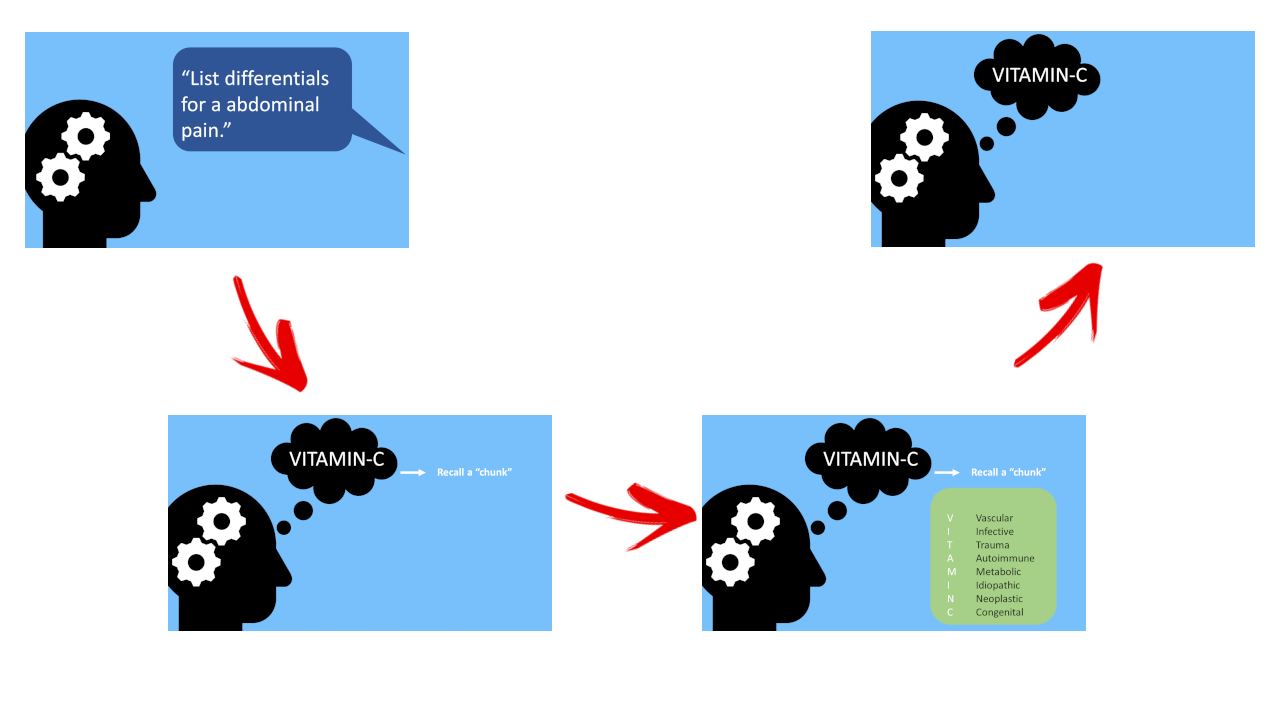 “List differentials
for a abdominal
pain.”
VITAMIN-C
Recall a “chunk”
VITAMIN-C
Recall a “chunk”
V Vascular
I Infective
T Trauma
A Autoimmune
M Metabolic
I Idiopathic
N Neoplastic
C Congenital
VITAMIN-C